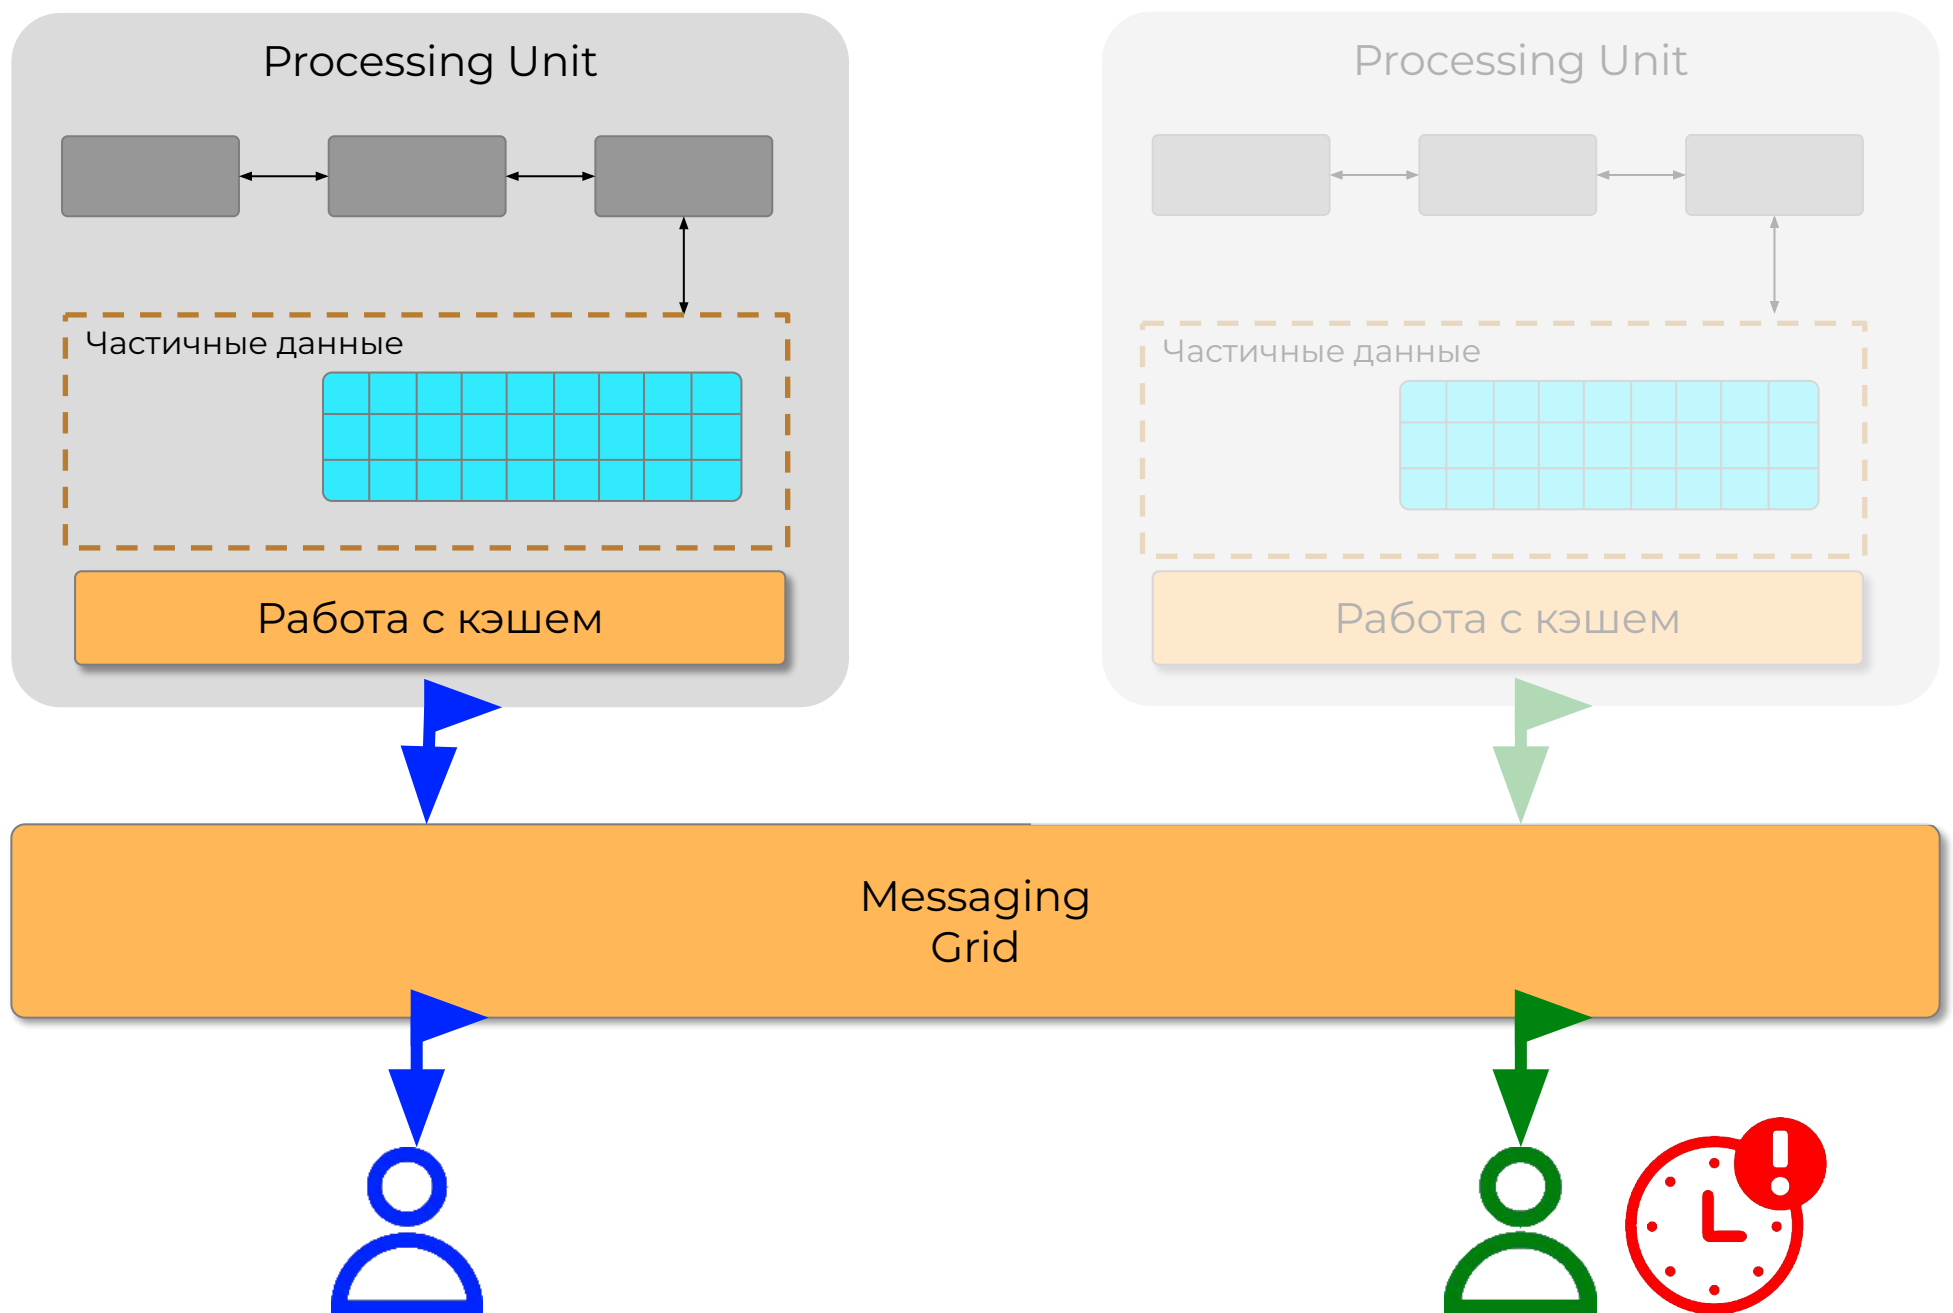 Processing Unit
Частичные данные
Работа с кэшем
Processing Unit
Частичные данные
Работа с кэшем
Messaging
Grid